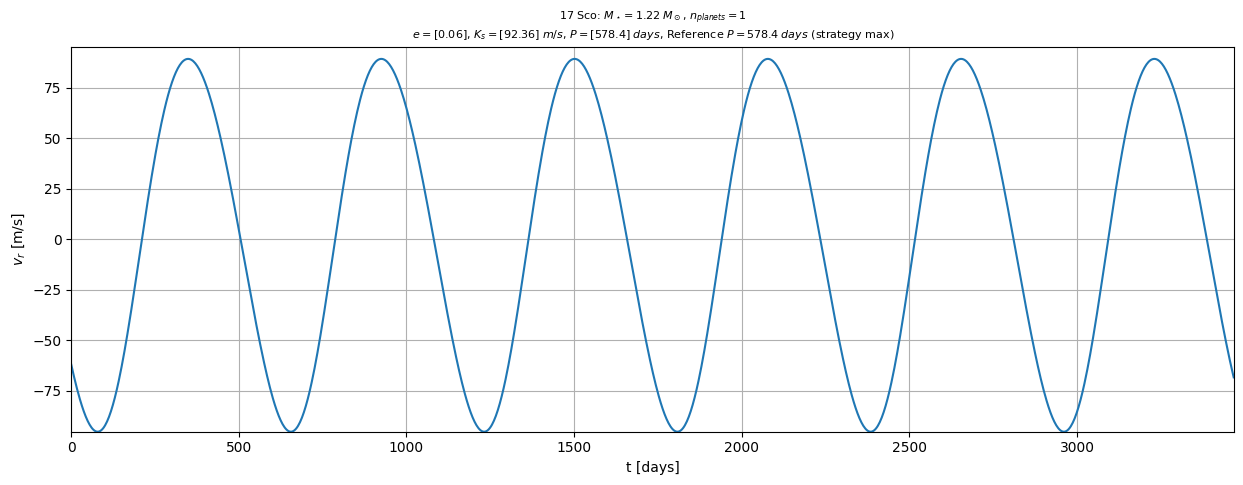 17 Sco: $M_\star = 1.22\ M_\odot$, $n_{planets} = 1$
$e = [0.06]$, $K_s = [92.36]\ m/s$, $P = [578.4]\ days$, Reference $P = 578.4\ days$ (strategy max)
75
50
25
0
−25
−50
−75
$v_r$ [m/s]
0 500 1000 1500 2000 2500 3000
t [days]